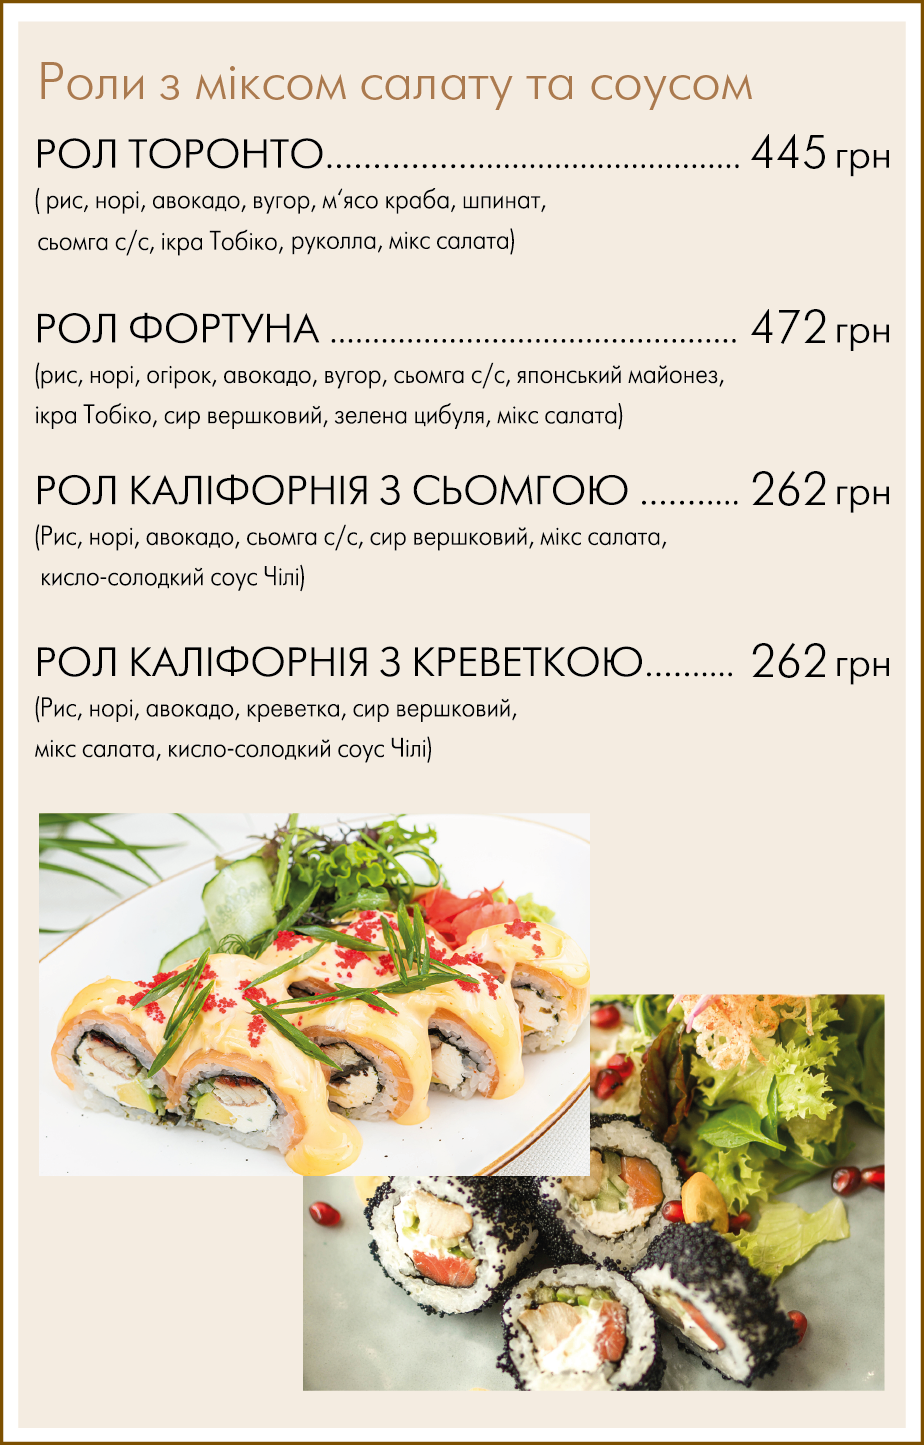 Роли з міксом салату та соусом
РОЛ ТОРОНТО............................................ 445 грн
( рис, норі, авокадо, вугор, м‘ясо краба, шпинат,
сьомга с/с, ікра Тобіко, руколла, мікс салата)
РОЛ ФОРТУНА ................................................ 472 грн
(рис, норі, огірок, авокадо, вугор, сьомга с/с, японський майонез,
ікра Тобіко, сир вершковий, зелена цибуля, мікс салата)
РОЛ КАЛІФОРНІЯ З СЬОМГОЮ ........... 262 грн
(Рис, норі, авокадо, сьомга с/с, сир вершковий, мікс салата,
кисло-солодкий соус Чілі)
РОЛ КАЛІФОРНІЯ З КРЕВЕТКОЮ.......... 262 грн
(Рис, норі, авокадо, креветка, сир вершковий,
мікс салата, кисло-солодкий соус Чілі)